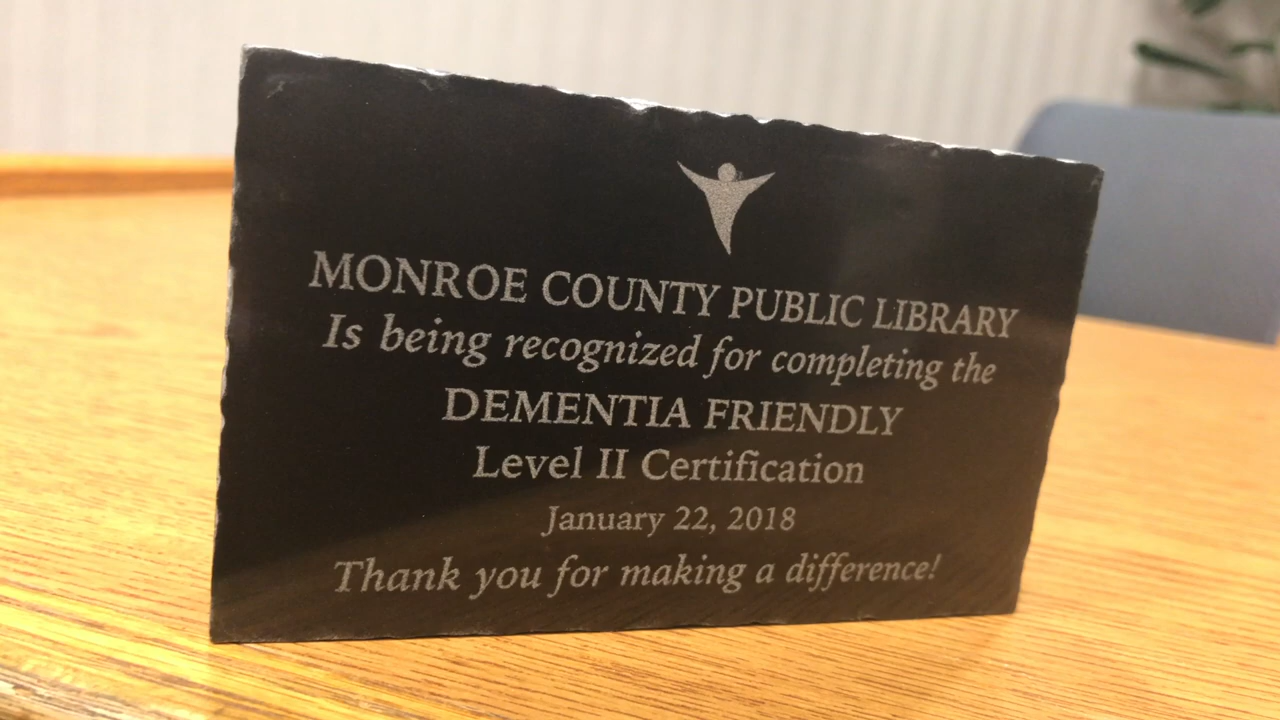 MONROE COUNTY PUBLIC LIBRARY
Is being recognized for completing the
DEMENTIA FRIENDLY
Level II Certification
January 22, 2018
Thank you for making a difference!